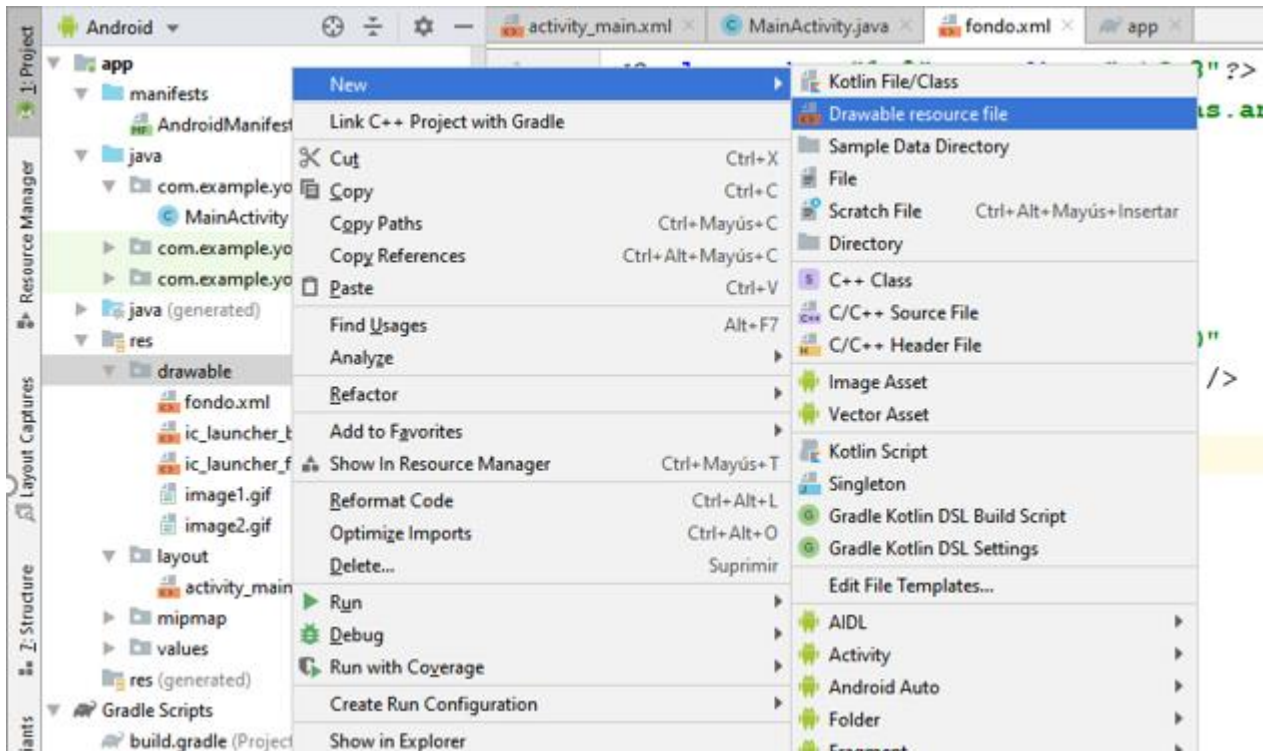 Android
activity_main.xml
MainActivity.java
fondo.xml
app
1: Project
Resource Manager
Layout Captures
2: Structure
app
manifests
AndroidManifest
java
com.example.yo
MainActivity
com.example.yo
com.example.yo
java (generated)
res
drawable
fondo.xml
ic_launcher_b
ic_launcher_f
image1.gif
image2.gif
layout
activity_main
mipmap
values
res (generated)
Gradle Scripts
build.gradle (Project
New
Link C++ Project with Gradle
Cut Ctrl+X
Copy Ctrl+C
Copy Paths Ctrl+Mayús+C
Copy References Ctrl+Alt+Mayús+C
Paste Ctrl+V
Find Usages Alt+F7
Analyze
Refactor
Add to Favorites
Show In Resource Manager Ctrl+Mayús+T
Reformat Code Ctrl+Alt+L
Optimize Imports Ctrl+Alt+O
Delete... Suprimir
Run
Debug
Run with Coverage
Create Run Configuration
Show in Explorer
Kotlin File/Class
Drawable resource file
Sample Data Directory
File
Scratch File Ctrl+Alt+Mayús+Insertar
Directory
C++ Class
C/C++ Source File
C/C++ Header File
Image Asset
Vector Asset
Kotlin Script
Singleton
Gradle Kotlin DSL Build Script
Gradle Kotlin DSL Settings
Edit File Templates...
AIDL
Activity
Android Auto
Folder
Fragment
"?>
s.an
"
/>